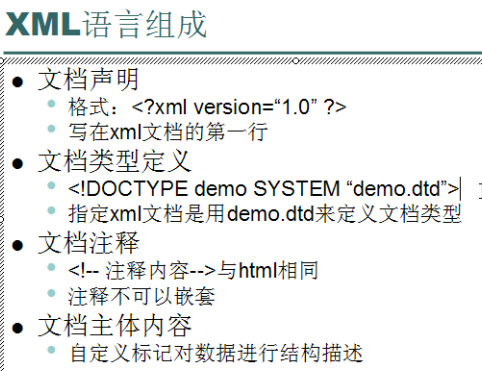 XML语言组成
文档声明
格式：<?xml version=“1.0” ?>
写在xml文档的第一行
文档类型定义
<!DOCTYPE demo SYSTEM “demo.dtd”>
指定xml文档是用demo.dtd来定义文档类型
文档注释
<!-- 注释内容-->与html相同
注释不可以嵌套
文档主体内容
自定义标记对数据进行结构描述